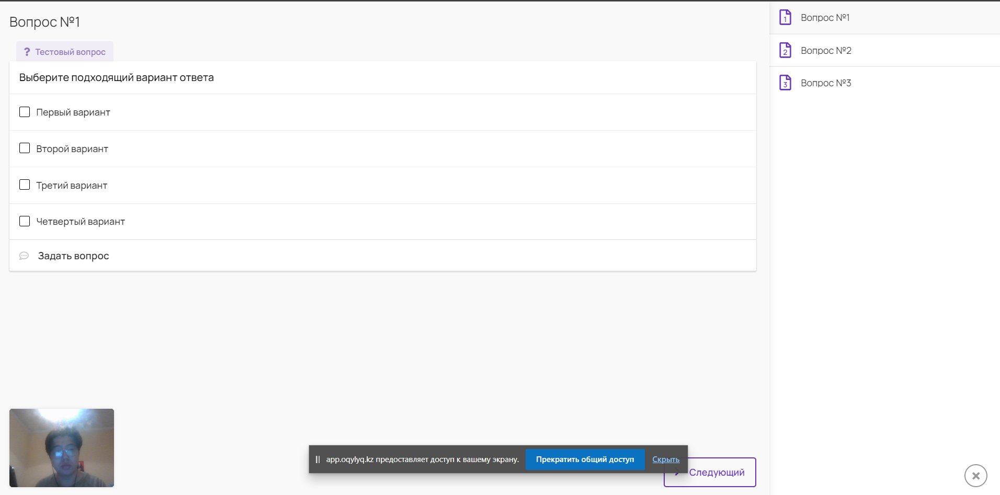 Вопрос №1
? Тестовый вопрос
Выберите подходящий вариант ответа
Первый вариант
Второй вариант
Третий вариант
Четвертый вариант
Задать вопрос
app.oqylyq.kz предоставляет доступ к вашему экрану.
Прекратить общий доступ
Скрыть
Следующий
1 Вопрос №1
2 Вопрос №2
3 Вопрос №3